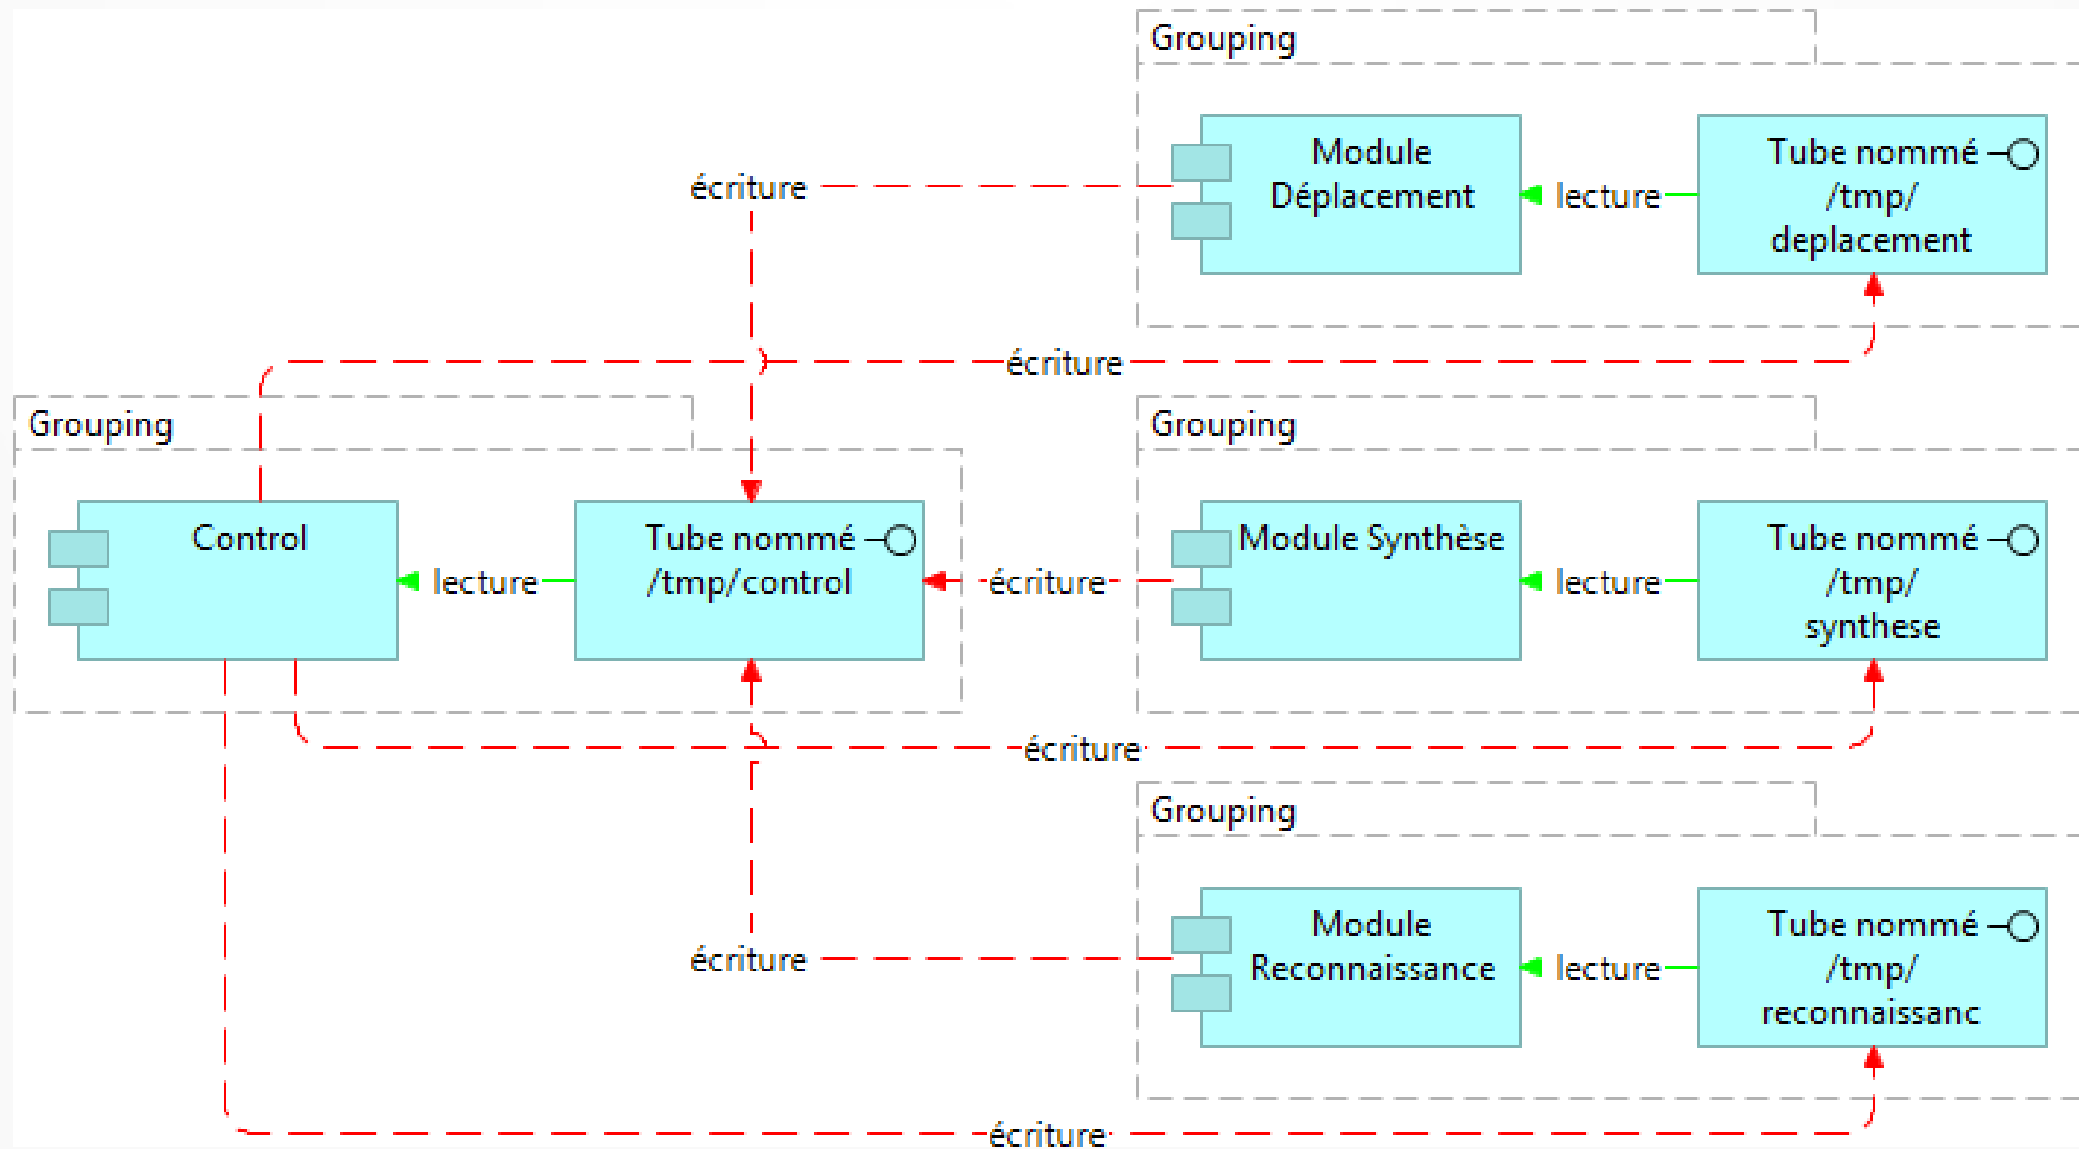 Grouping
Module
Déplacement
lecture
Tube nommé
/tmp/
deplacement
écriture
écriture
Grouping
Control
lecture
Tube nommé
/tmp/control
écriture
Grouping
Module Synthèse
lecture
Tube nommé
/tmp/
synthese
écriture
Grouping
Module
Reconnaissance
lecture
Tube nommé
/tmp/
reconnaissanc
écriture
écriture